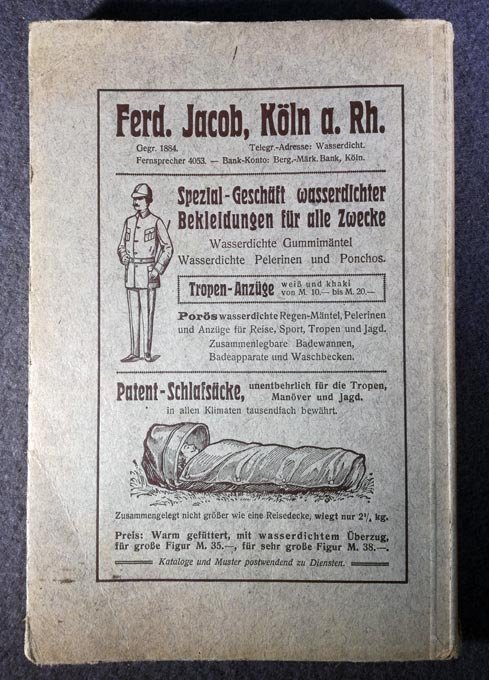 Ferd. Jacob, Köln a. Rh.
Gegr. 1884. Telegr.-Adresse: Wasserdicht.
Fernsprecher 4053. — Bank-Konto: Berg.-Märk. Bank, Köln.
Spezial-Geschäft wasserdichter
Bekleidungen für alle Zwecke
Wasserdichte Gummimäntel
Wasserdichte Pelerinen und Ponchos.
Tropen-Anzüge weiß und khaki
von M. 10.— bis M. 20.—
Porös wasserdichte Regen-Mäntel, Pelerinen
und Anzüge für Reise, Sport, Tropen und Jagd.
Zusammenlegbare Badewannen,
Badeapparate und Waschbecken.
Patent-Schlafsäcke, unentbehrlich für die Tropen,
Manöver und Jagd.
in allen Klimaten tausendfach bewährt.
Zusammengelegt nicht größer wie eine Reisedecke, wiegt nur kg.
Preis: Warm gefüttert, mit wasserdichtem Überzug,
für große Figur M. 35.—, für sehr große Figur M. 38.—.
Kataloge und Muster postwendend zu Diensten.